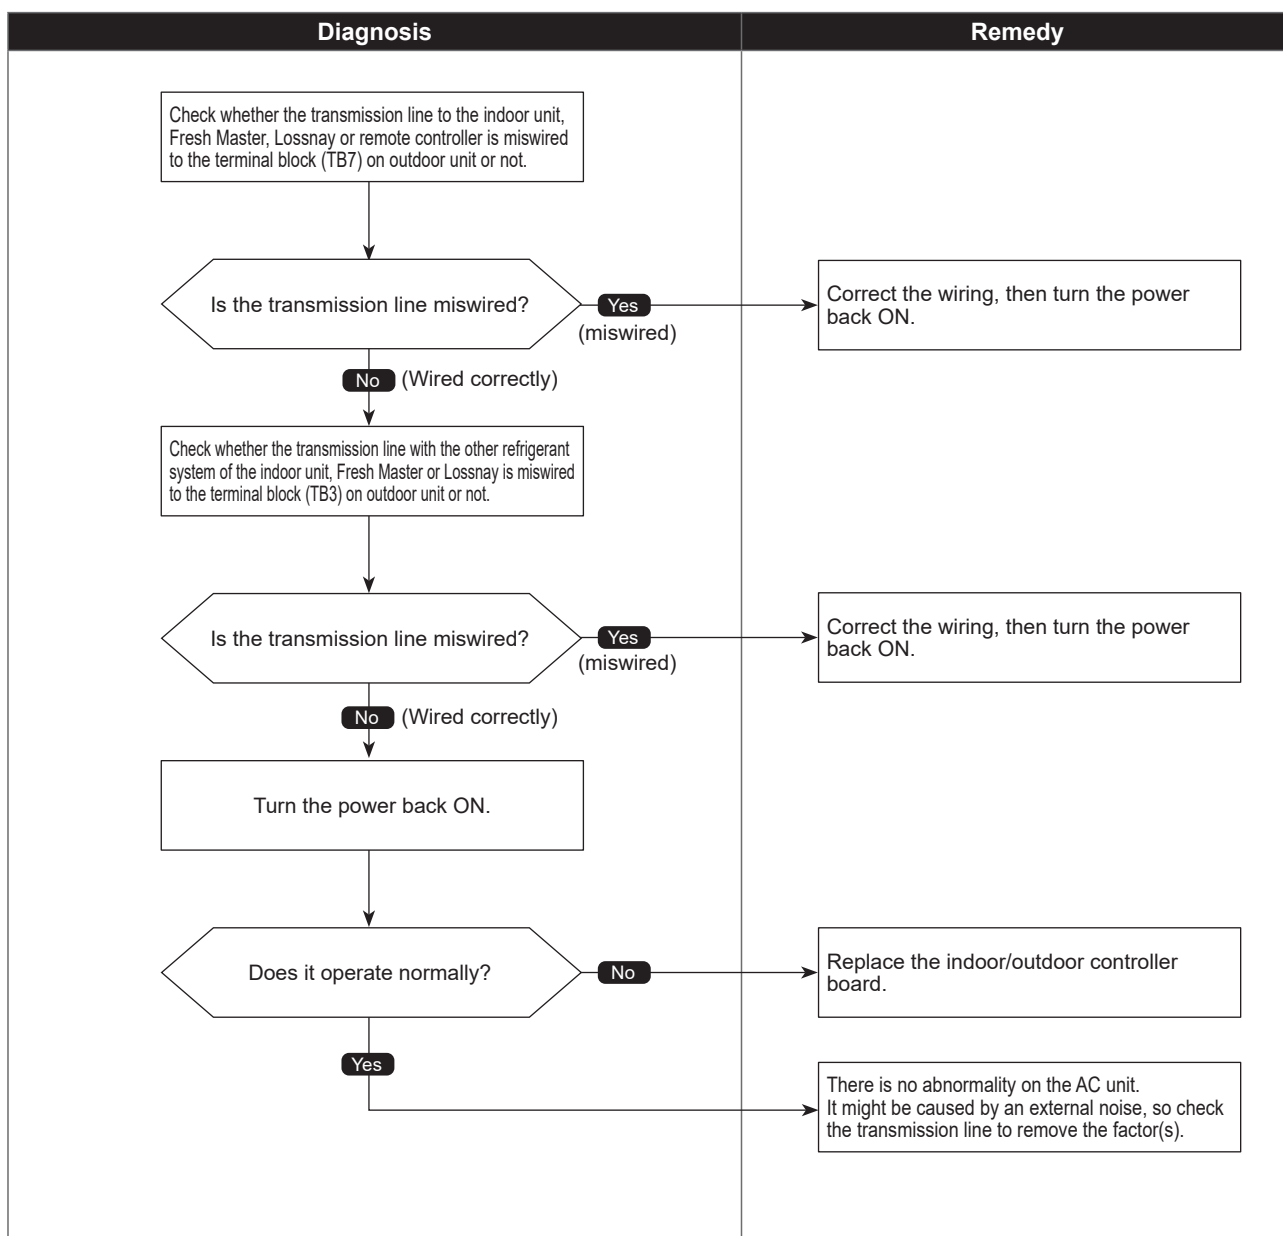 Diagnosis
Remedy
Check whether the transmission line to the indoor unit,
Fresh Master, Lossnay or remote controller is miswired
to the terminal block (TB7) on outdoor unit or not.
Is the transmission line miswired?
Yes
(miswired)
Correct the wiring, then turn the power
back ON.
No (Wired correctly)
Check whether the transmission line with the other refrigerant
system of the indoor unit, Fresh Master or Lossnay is miswired
to the terminal block (TB3) on outdoor unit or not.
Is the transmission line miswired?
Yes
(miswired)
Correct the wiring, then turn the power
back ON.
No (Wired correctly)
Turn the power back ON.
Does it operate normally?
No
Replace the indoor/outdoor controller
board.
Yes
There is no abnormality on the AC unit.
It might be caused by an external noise, so check
the transmission line to remove the factor(s).